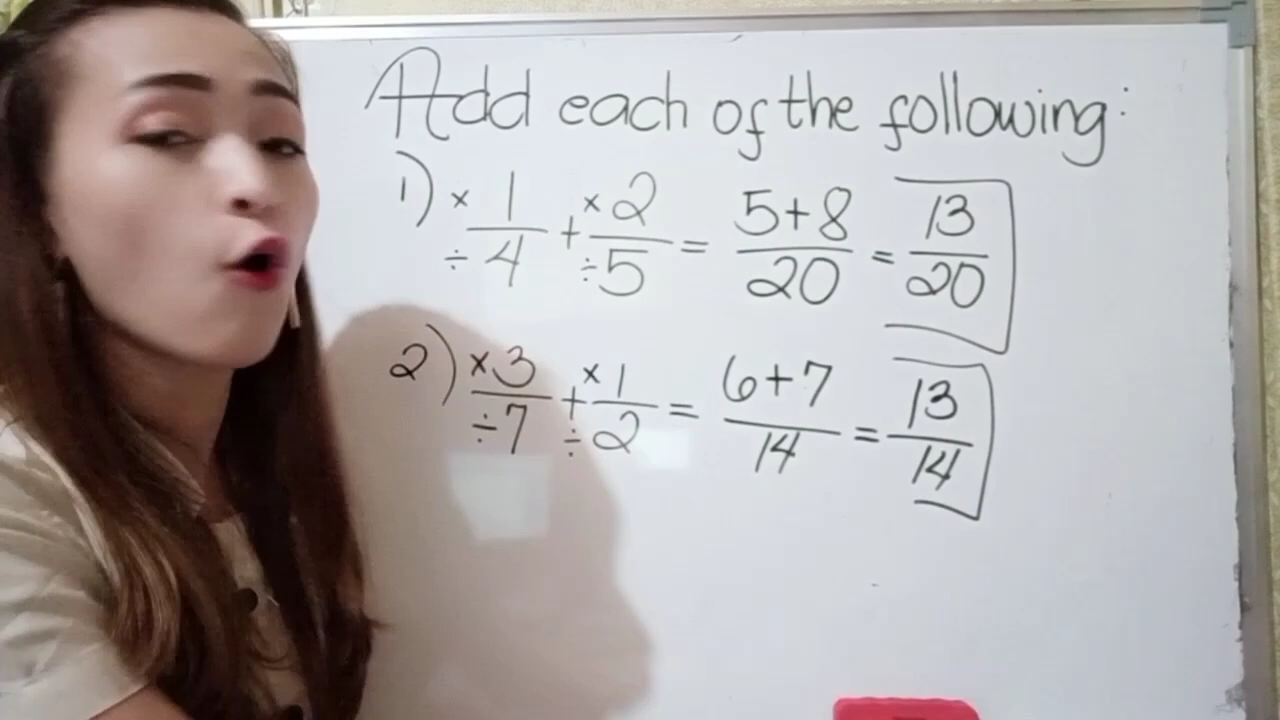 Add each of the following:
1) × 1/÷ 4 + × 2/÷ 5 = 5+8/20 = 13/20
2) × 3/÷ 7 + × 1/÷ 2 = 6+7/14 = 13/14